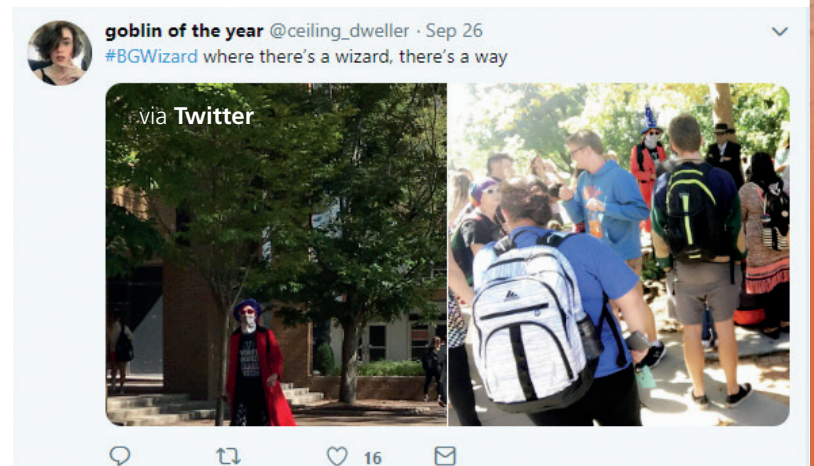 goblin of the year @ceiling_dweller · Sep 26
#BGWizard where there's a wizard, there's a way
via Twitter
16